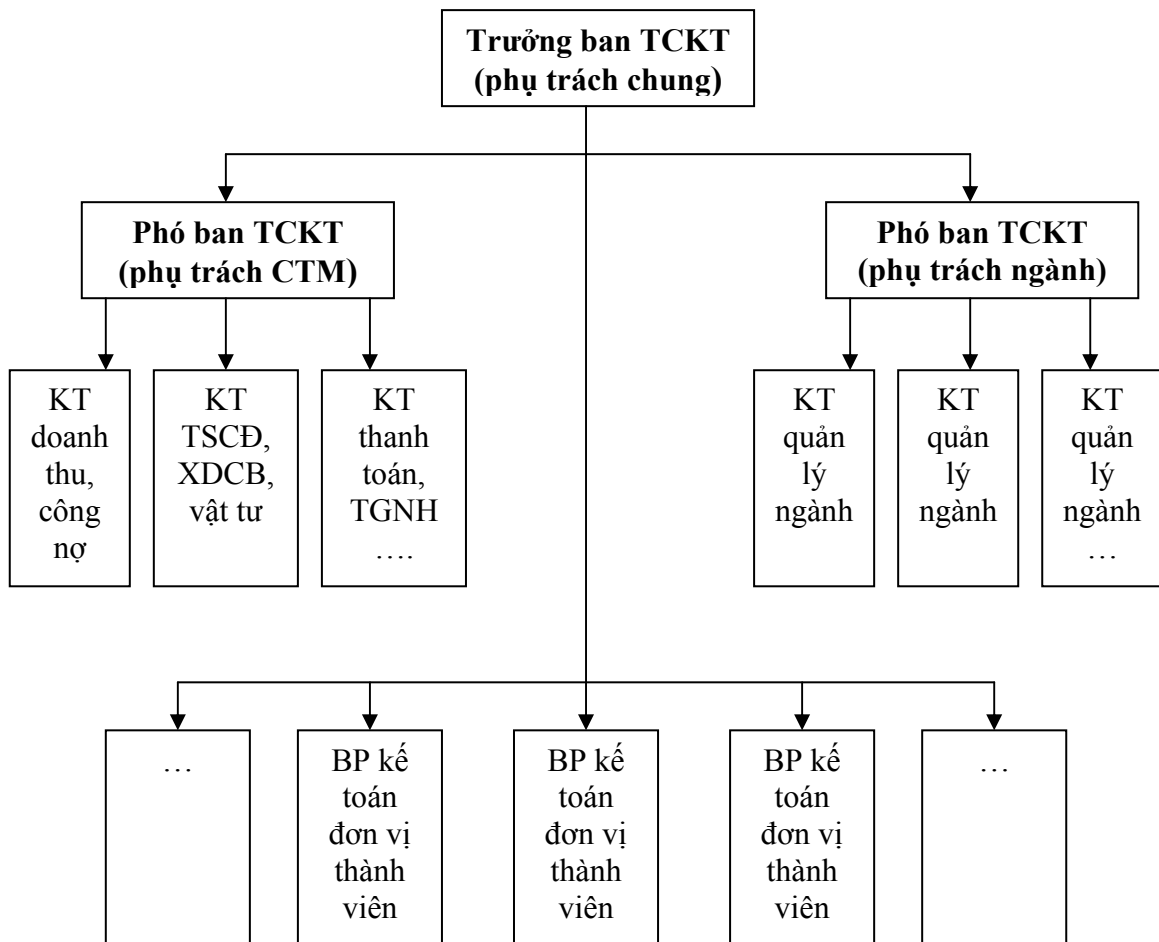 Trưởng ban TCKT
(phụ trách chung)
Phó ban TCKT
(phụ trách CTM)
Phó ban TCKT
(phụ trách ngành)
KT
doanh
thu,
công
nợ
KT
TSCĐ,
XDCB,
vật tư
KT
thanh
toán,
TGNH
….
KT
quản
lý
ngành
KT
quản
lý
ngành
KT
quản
lý
ngành
…
…
BP kế
toán
đơn vị
thành
viên
BP kế
toán
đơn vị
thành
viên
BP kế
toán
đơn vị
thành
viên
…